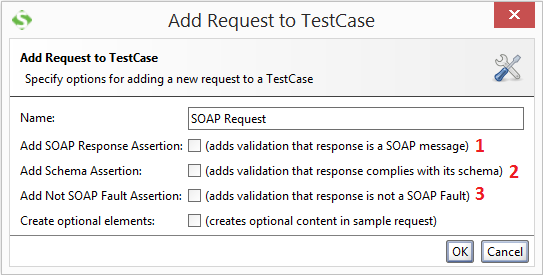 Add Request to TestCase
Add Request to TestCase
Specify options for adding a new request to a TestCase
Name: SOAP Request
Add SOAP Response Assertion: (adds validation that response is a SOAP message) 1
Add Schema Assertion: (adds validation that response complies with its schema) 2
Add Not SOAP Fault Assertion: (adds validation that response is not a SOAP Fault) 3
Create optional elements: (creates optional content in sample request)
OK Cancel